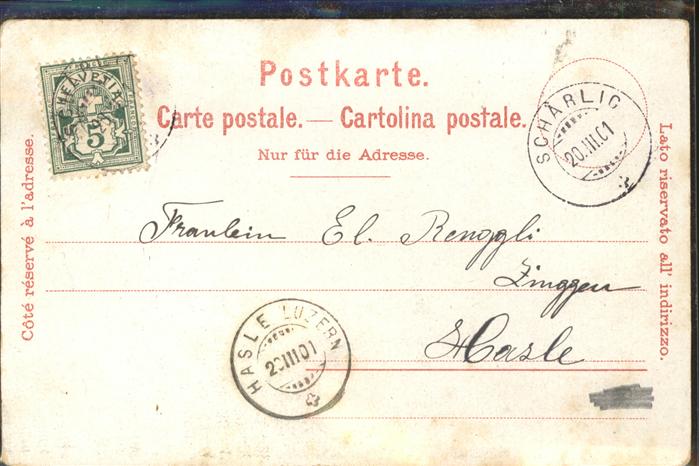 HELVETIA
5
Postkarte.
Carte postale. — Cartolina postale.
Nur für die Adresse.
Côté réservé à l'adresse.
Lato riservato all' indirizzo.
SCHÄRLIG
20.III.01
Fräulein El. Renggli
Zinggen
Hasle
HASLE LUZERN
20.III.01